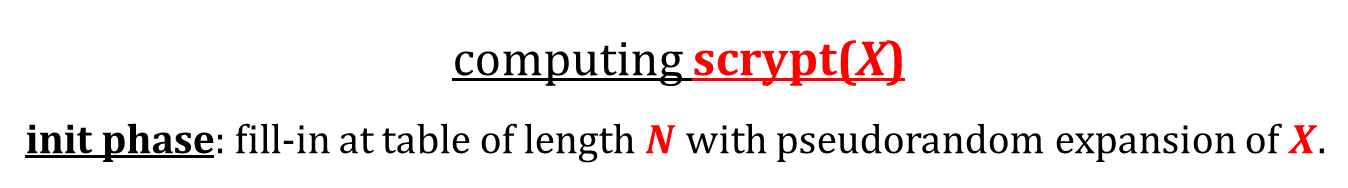 computing scrypt(X)
init phase: fill-in at table of length N with pseudorandom expansion of X.